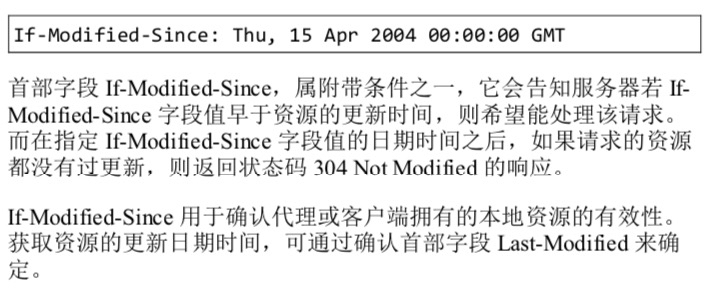 If-Modified-Since: Thu, 15 Apr 2004 00:00:00 GMT
首部字段 If-Modified-Since，属附带条件之一，它会告知服务器若 If-
Modified-Since 字段值早于资源的更新时间，则希望能处理该请求。
而在指定 If-Modified-Since 字段值的日期时间之后，如果请求的资源
都没有过更新，则返回状态码 304 Not Modified 的响应。
If-Modified-Since 用于确认代理或客户端拥有的本地资源的有效性。
获取资源的更新日期时间，可通过确认首部字段 Last-Modified 来确
定。